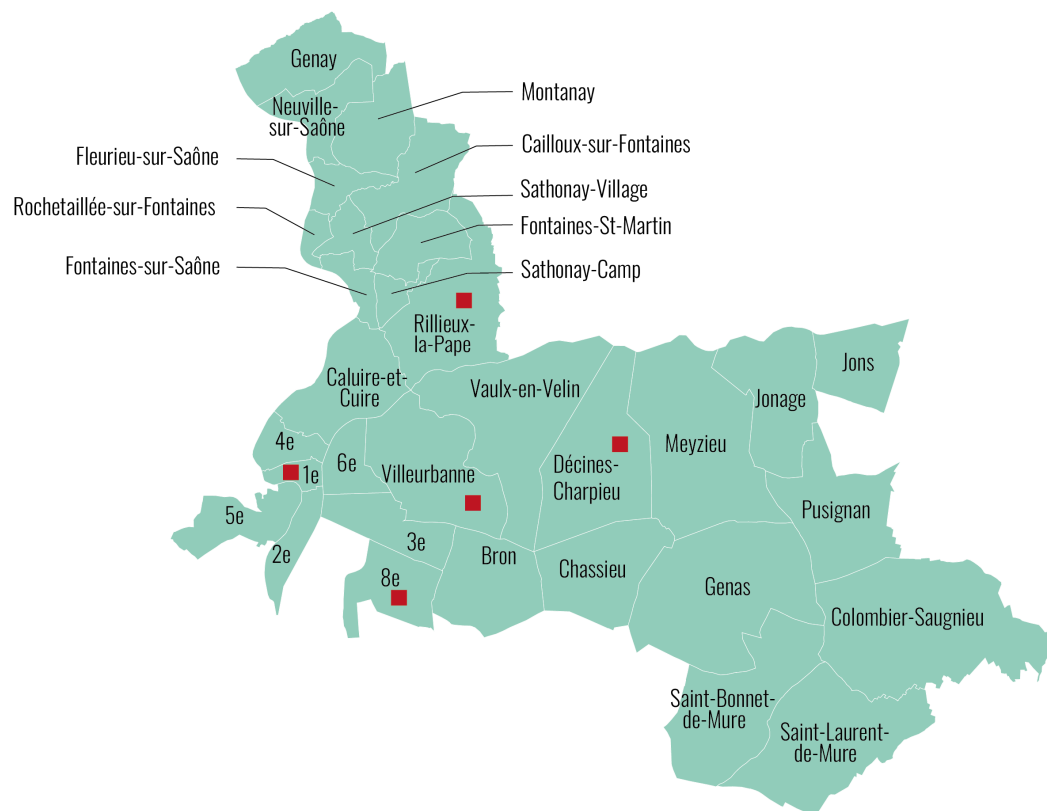 Genay
Montanay
Neuville-
sur-Saône
Cailloux-sur-Fontaines
Fleurieu-sur-Saône
Sathonay-Village
Rochetaillée-sur-Fontaines
Fontaines-St-Martin
Fontaines-sur-Saône
Sathonay-Camp
Rillieux-
la-Pape
Jons
Caluire-et-
Cuire
Vaulx-en-Velin
Jonage
4e
6e
1e
Villeurbanne
Décines-
Charpieu
Meyzieu
Pusignan
5e
2e
3e
8e
Bron
Chassieu
Genas
Colombier-Saugnieu
Saint-Bonnet-
de-Mure
Saint-Laurent-
de-Mure